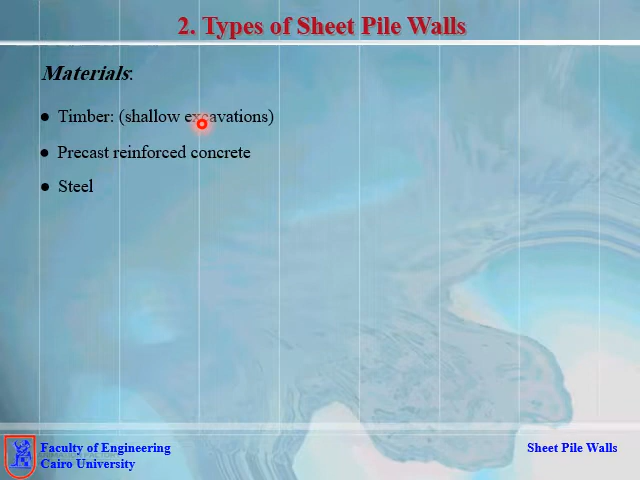 2. Types of Sheet Pile Walls
Materials:
● Timber: (shallow excavations)
● Precast reinforced concrete
● Steel
Faculty of Engineering
Cairo University
Sheet Pile Walls